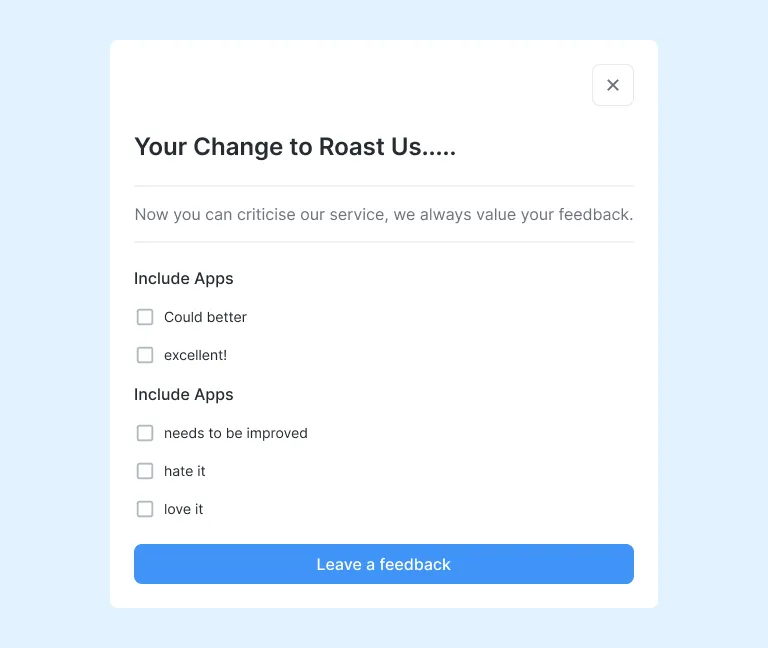 Your Change to Roast Us.....
Now you can criticise our service, we always value your feedback.
Include Apps
Could better
excellent!
Include Apps
needs to be improved
hate it
love it
Leave a feedback